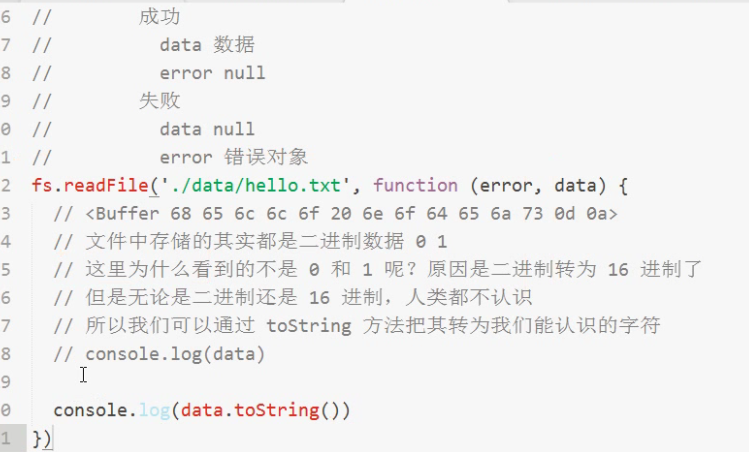 6 //        成功
7 //          data 数据
8 //          error null
9 //        失败
0 //          data null
1 //          error 错误对象
2 fs.readFile('./data/hello.txt', function (error, data) {
3   // <Buffer 68 65 6c 6c 6f 20 6e 6f 64 65 6a 73 0d 0a>
4   // 文件中存储的其实都是二进制数据 0 1
5   // 这里为什么看到的不是 0 和 1 呢？原因是二进制转为 16 进制了
6   // 但是无论是二进制还是 16 进制，人类都不认识
7   // 所以我们可以通过 toString 方法把其转为我们能认识的字符
8   // console.log(data)
9
0   console.log(data.toString())
1 })